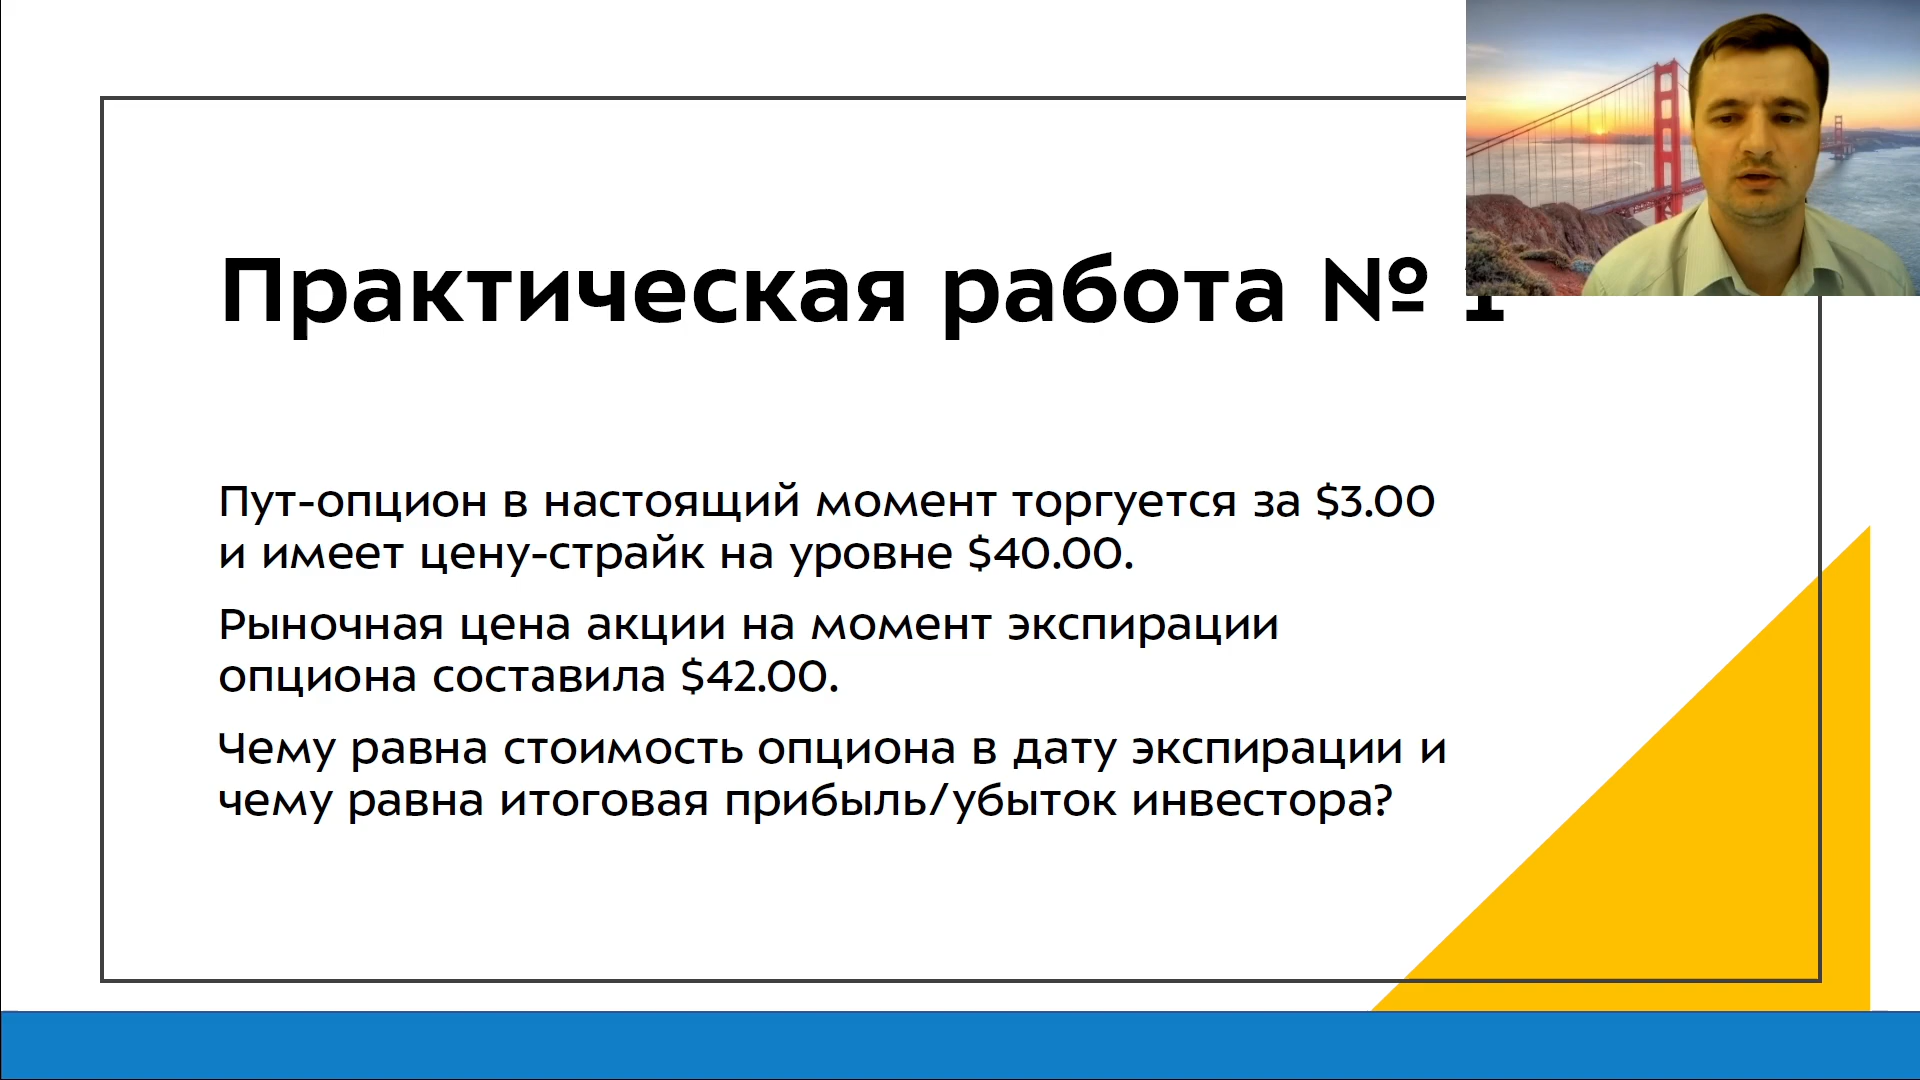 Практическая работа № 1
Пут-опцион в настоящий момент торгуется за $3.00
и имеет цену-страйк на уровне $40.00.
Рыночная цена акции на момент экспирации
опциона составила $42.00.
Чему равна стоимость опциона в дату экспирации и
чему равна итоговая прибыль/убыток инвестора?